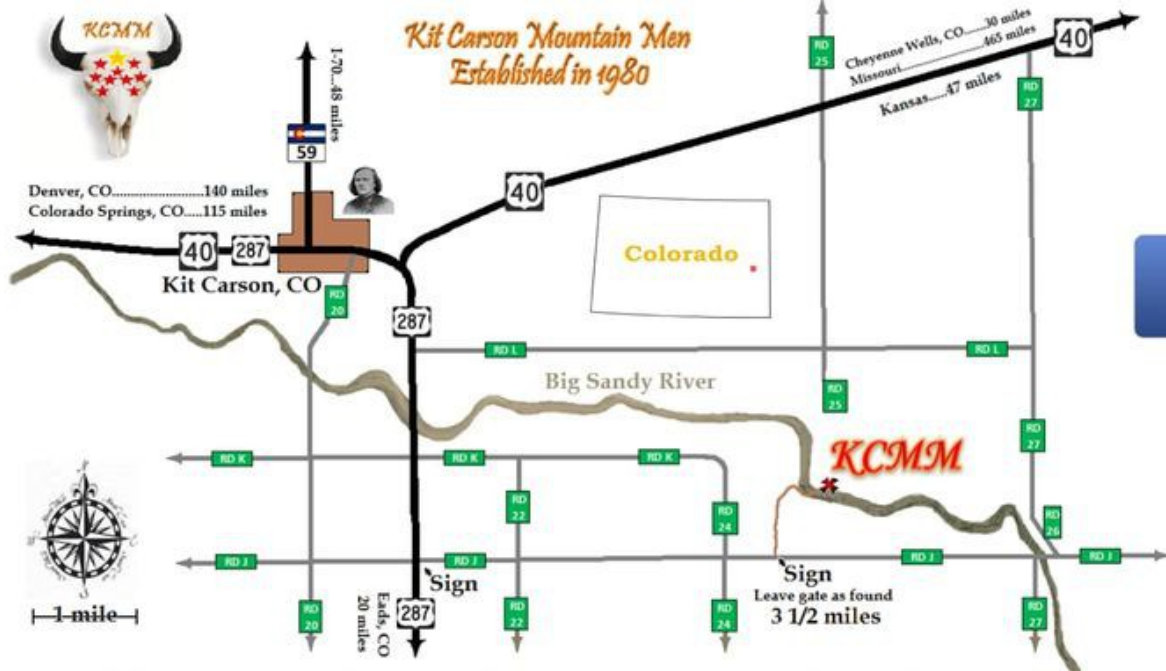 KCMM
Kit Carson Mountain Men
Established in 1980
I-70...48 miles
59
RD
25
Cheyenne Wells, CO.....30 miles
Missouri.......................465 miles
Kansas.....47 miles
40
RD
27
40
Denver, CO.......................140 miles
Colorado Springs, CO.....115 miles
40
287
Kit Carson, CO
RD
20
287
Colorado
RD L
RD L
RD
25
Big Sandy River
RD
27
RD K
RD K
RD K
KCMM
RD
22
RD
24
RD
26
RD J
RD J
RD J
RD J
Sign
Sign
Leave gate as found
3 1/2 miles
1 mile
RD
20
Eads, CO
20 miles
287
RD
22
RD
24
RD
27